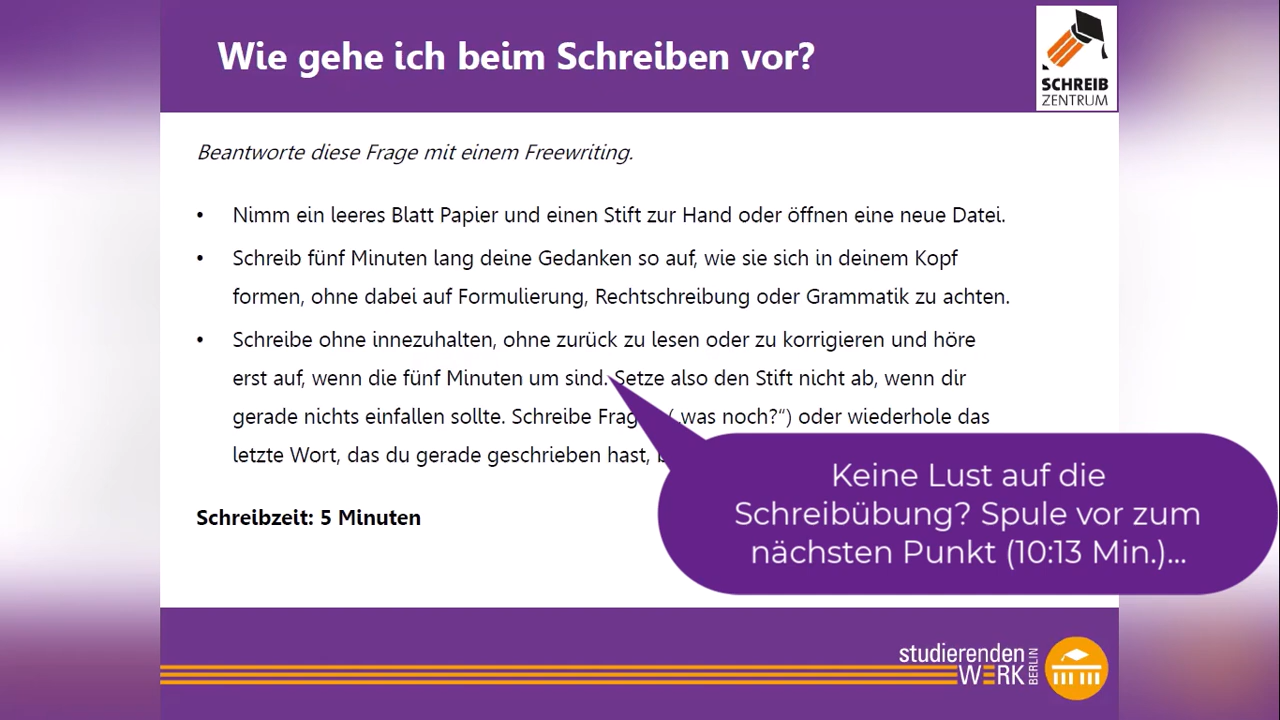 Wie gehe ich beim Schreiben vor?
SCHREIB
ZENTRUM
Beantworte diese Frage mit einem Freewriting.
• Nimm ein leeres Blatt Papier und einen Stift zur Hand oder öffnen eine neue Datei.
• Schreib fünf Minuten lang deine Gedanken so auf, wie sie sich in deinem Kopf
formen, ohne dabei auf Formulierung, Rechtschreibung oder Grammatik zu achten.
• Schreibe ohne innezuhalten, ohne zurück zu lesen oder zu korrigieren und höre
erst auf, wenn die fünf Minuten um sind. Setze also den Stift nicht ab, wenn dir
gerade nichts einfallen sollte. Schreibe was noch?“) oder wiederhole das
letzte Wort, das du gerade geschrieben hast,
Schreibzeit: 5 Minuten
Keine Lust auf die
Schreibübung? Spule vor zum
nächsten Punkt (10:13 Min.)...
studierenden
WERK
BERLIN